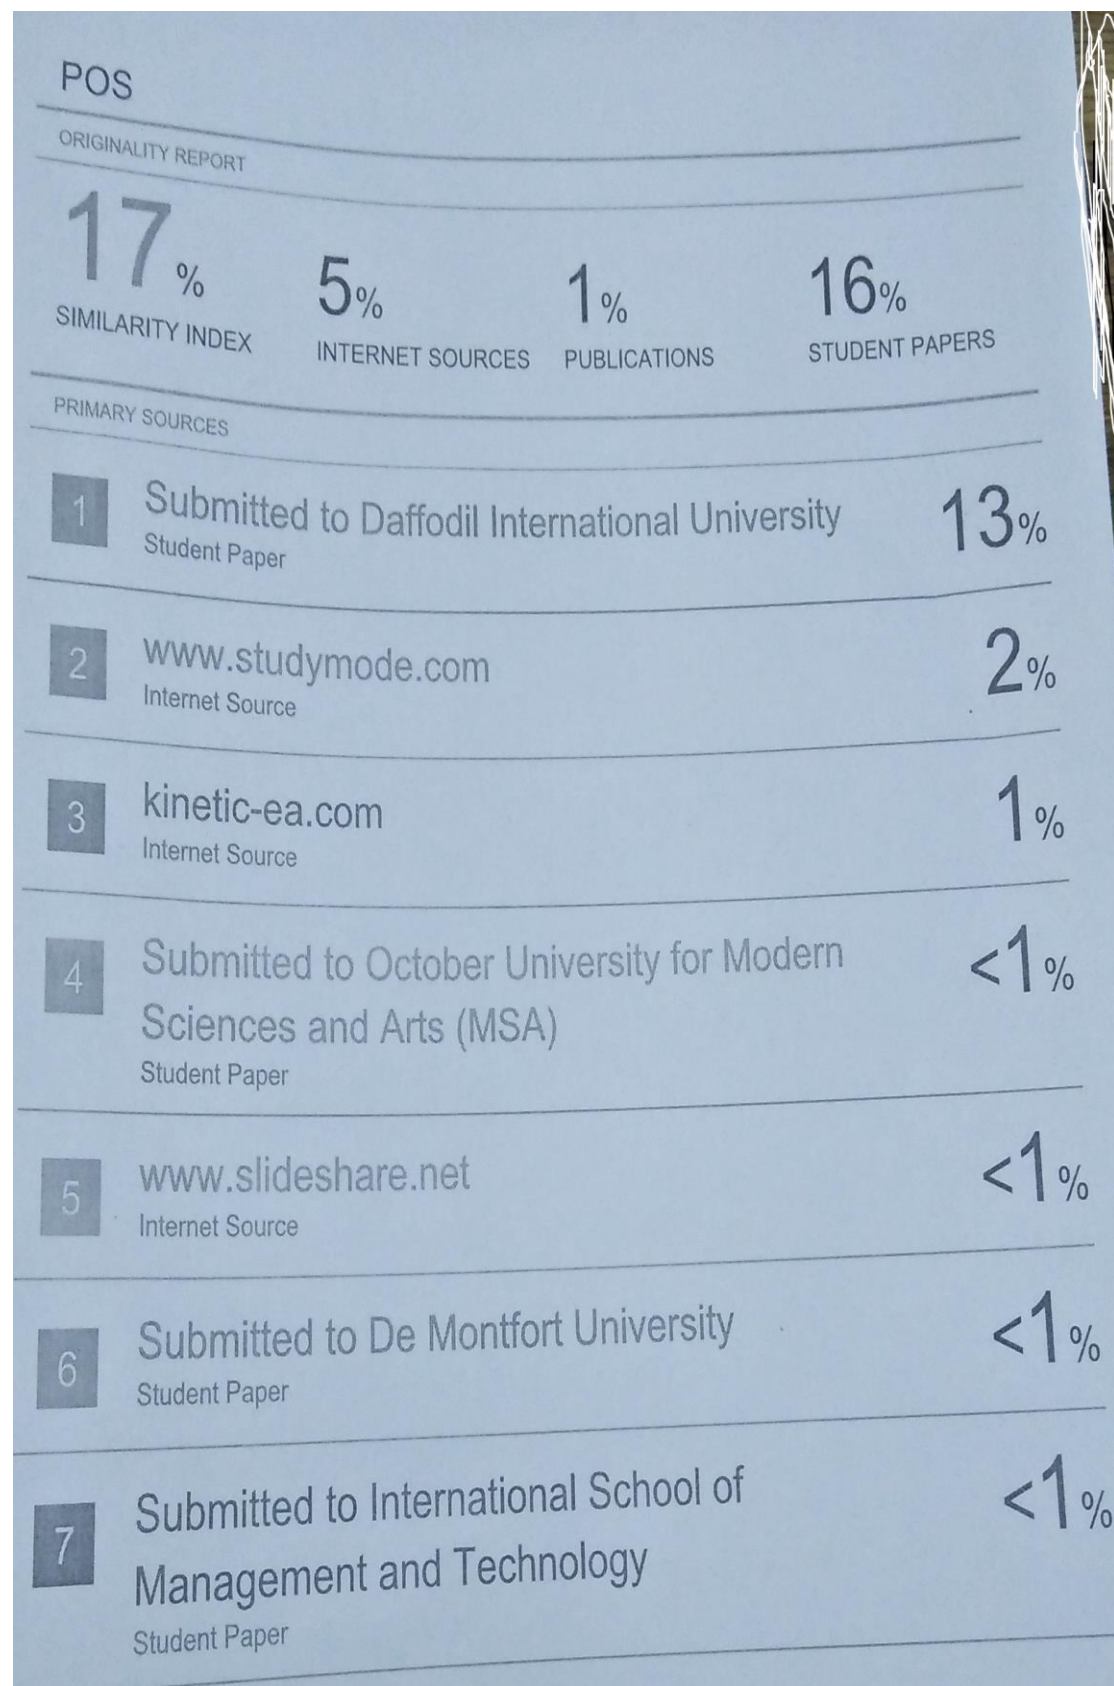 POS
ORIGINALITY REPORT
17%
SIMILARITY INDEX
5%
INTERNET SOURCES
1%
PUBLICATIONS
16%
STUDENT PAPERS
PRIMARY SOURCES
1 Submitted to Daffodil International University 13%
Student Paper
2 www.studymode.com 2%
Internet Source
3 kinetic-ea.com 1%
Internet Source
4 Submitted to October University for Modern <1%
Sciences and Arts (MSA)
Student Paper
5 www.slideshare.net <1%
Internet Source
6 Submitted to De Montfort University <1%
Student Paper
7 Submitted to International School of <1%
Management and Technology
Student Paper